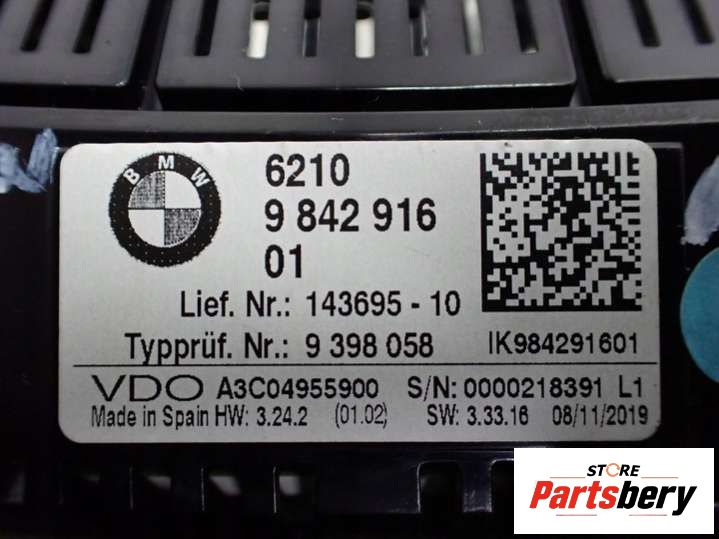 BMW
6210
9 842 916
01
Lief. Nr.: 143695 - 10
Typprüf. Nr.: 9 398 058
IK984291601
VDO A3C04955900 S/N: 0000218391 L1
Made in Spain HW: 3.24.2 (01.02) SW: 3.33.16 08/11/2019
STORE
Partsbery